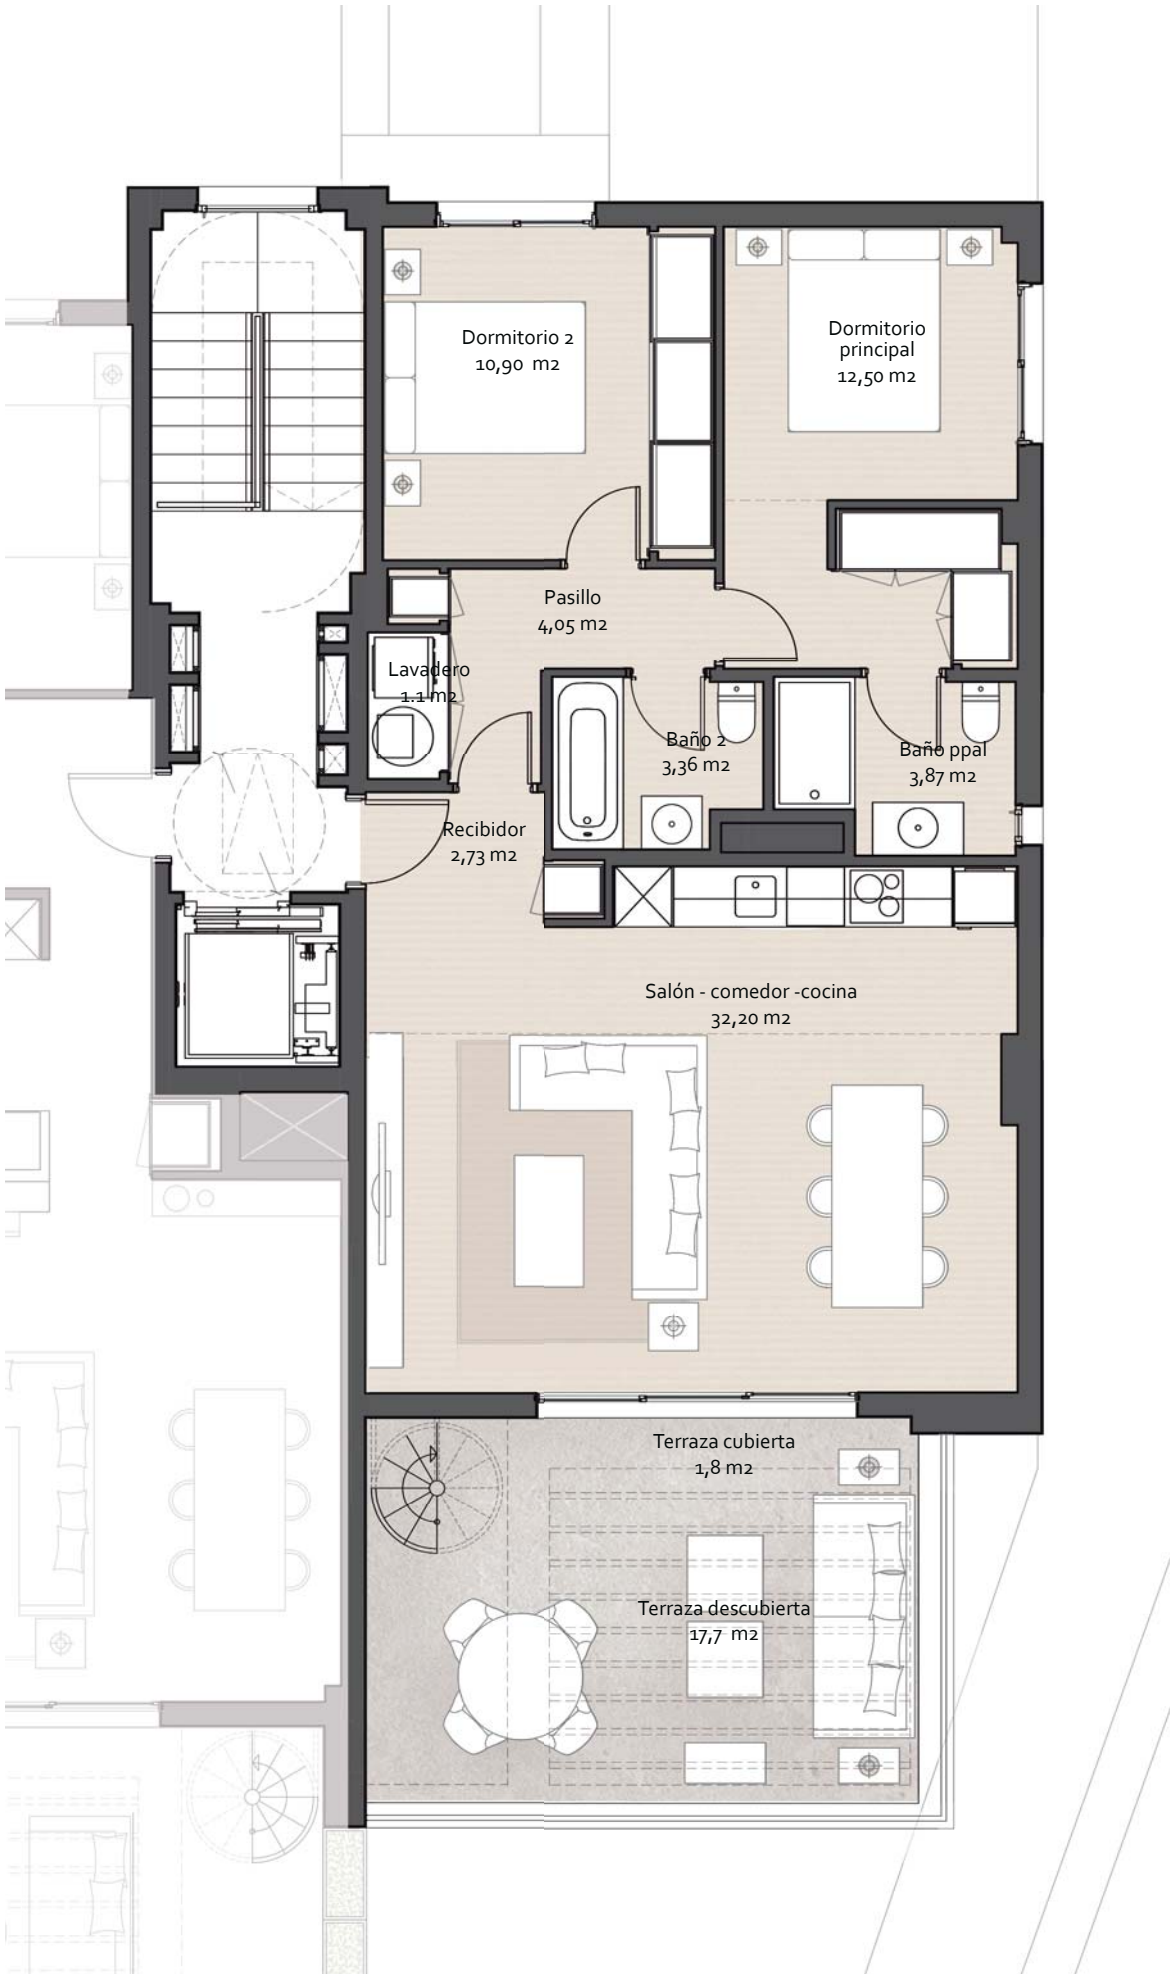 Dormitorio 2
10,90 m2
Dormitorio
principal
12,50 m2
Pasillo
4,05 m2
Lavadero
1.1 m2
Baño 2
3,36 m2
Baño ppal
3,87 m2
Recibidor
2,73 m2
Salón - comedor -cocina
32,20 m2
Terraza cubierta
1,8 m2
Terraza descubierta
17,7 m2